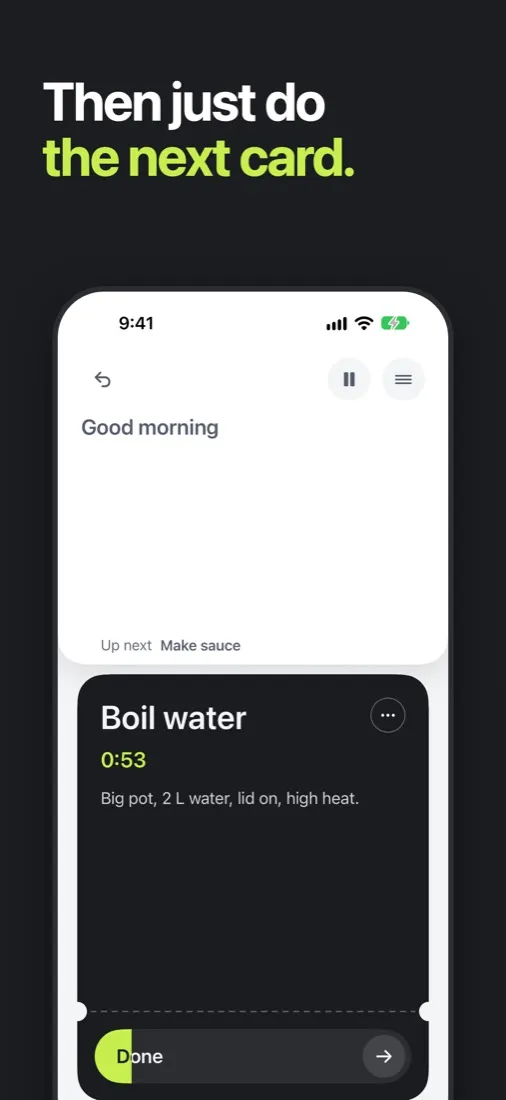 Then just do
the next card.
9:41
Good morning
Up next Make sauce
Boil water
0:53
Big pot, 2 L water, lid on, high heat.
Done